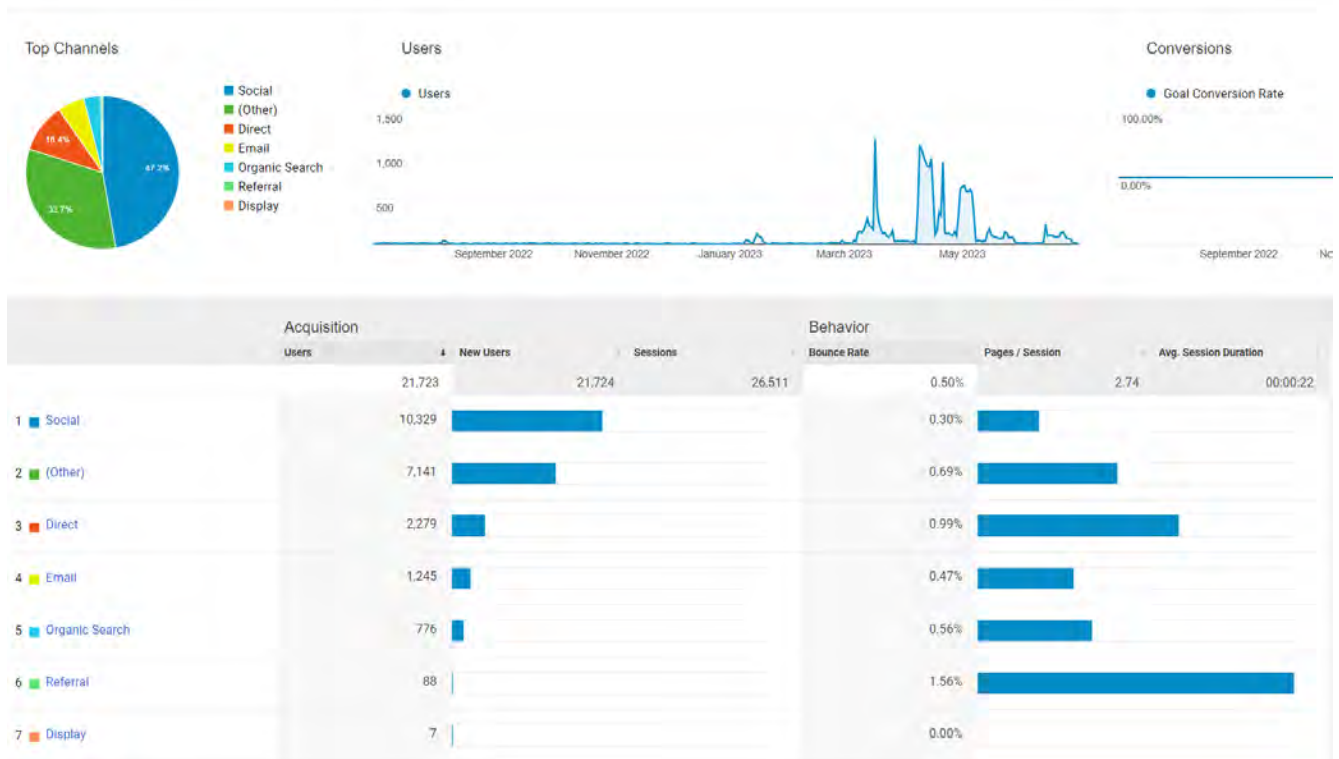 Top Channels
Social
(Other)
Direct
Email
Organic Search
Referral
Display
47.2%
32.7%
10.4%
Users
Users
1,500
1,000
500
September 2022
November 2022
January 2023
March 2023
May 2023
Conversions
Goal Conversion Rate
100.00%
0.00%
September 2022
Acquisition
Behavior
Users New Users Sessions Bounce Rate Pages / Session Avg. Session Duration
21,723 21,724 26,511 0.50% 2.74 00:00:22
1 Social 10,329 0.30%
2 (Other) 7,141 0.69%
3 Direct 2,279 0.99%
4 Email 1,245 0.47%
5 Organic Search 776 0.56%
6 Referral 88 1.56%
7 Display 7 0.00%